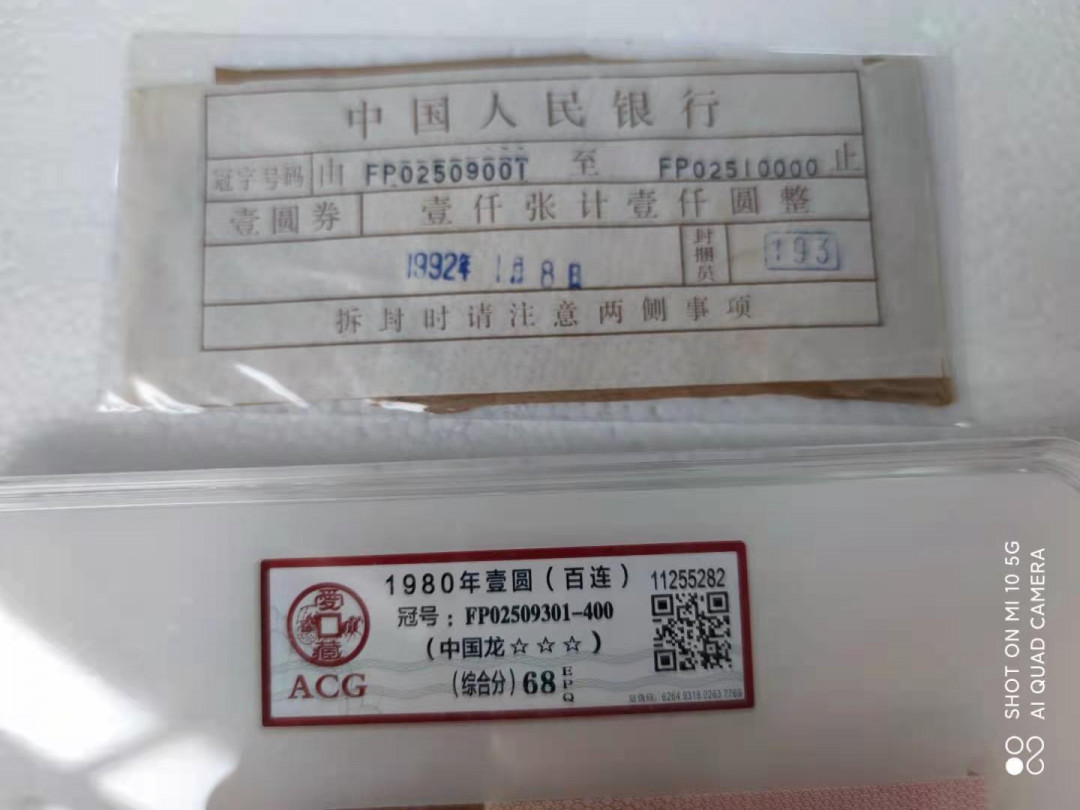 中国人民银行
冠字号码 由 FP02509001 至 FP02510000 止
壹圆券 壹仟张计壹仟圆整
1992年 1月 8日 封捆员 193
拆封时请注意两侧事项
1980年壹圆（百连） 11255282
冠号：FP02509301-400
（中国龙☆☆☆）
（综合分）68 EPQ
爱藏
ACG
SHOT ON MI 10 5G
AI QUAD CAMERA